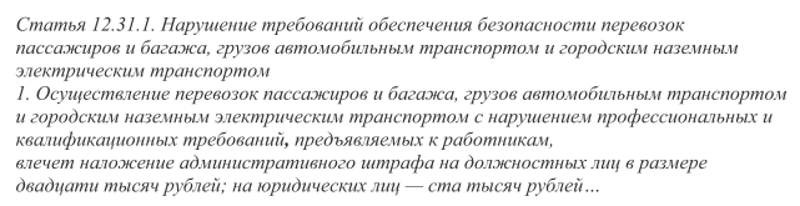 Статья 12.31.1. Нарушение требований обеспечения безопасности перевозок
пассажиров и багажа, грузов автомобильным транспортом и городским наземным
электрическим транспортом
1. Осуществление перевозок пассажиров и багажа, грузов автомобильным транспортом
и городским наземным электрическим транспортом с нарушением профессиональных и
квалификационных требований, предъявляемых к работникам,
влечет наложение административного штрафа на должностных лиц в размере
двадцати тысяч рублей; на юридических лиц — ста тысяч рублей…